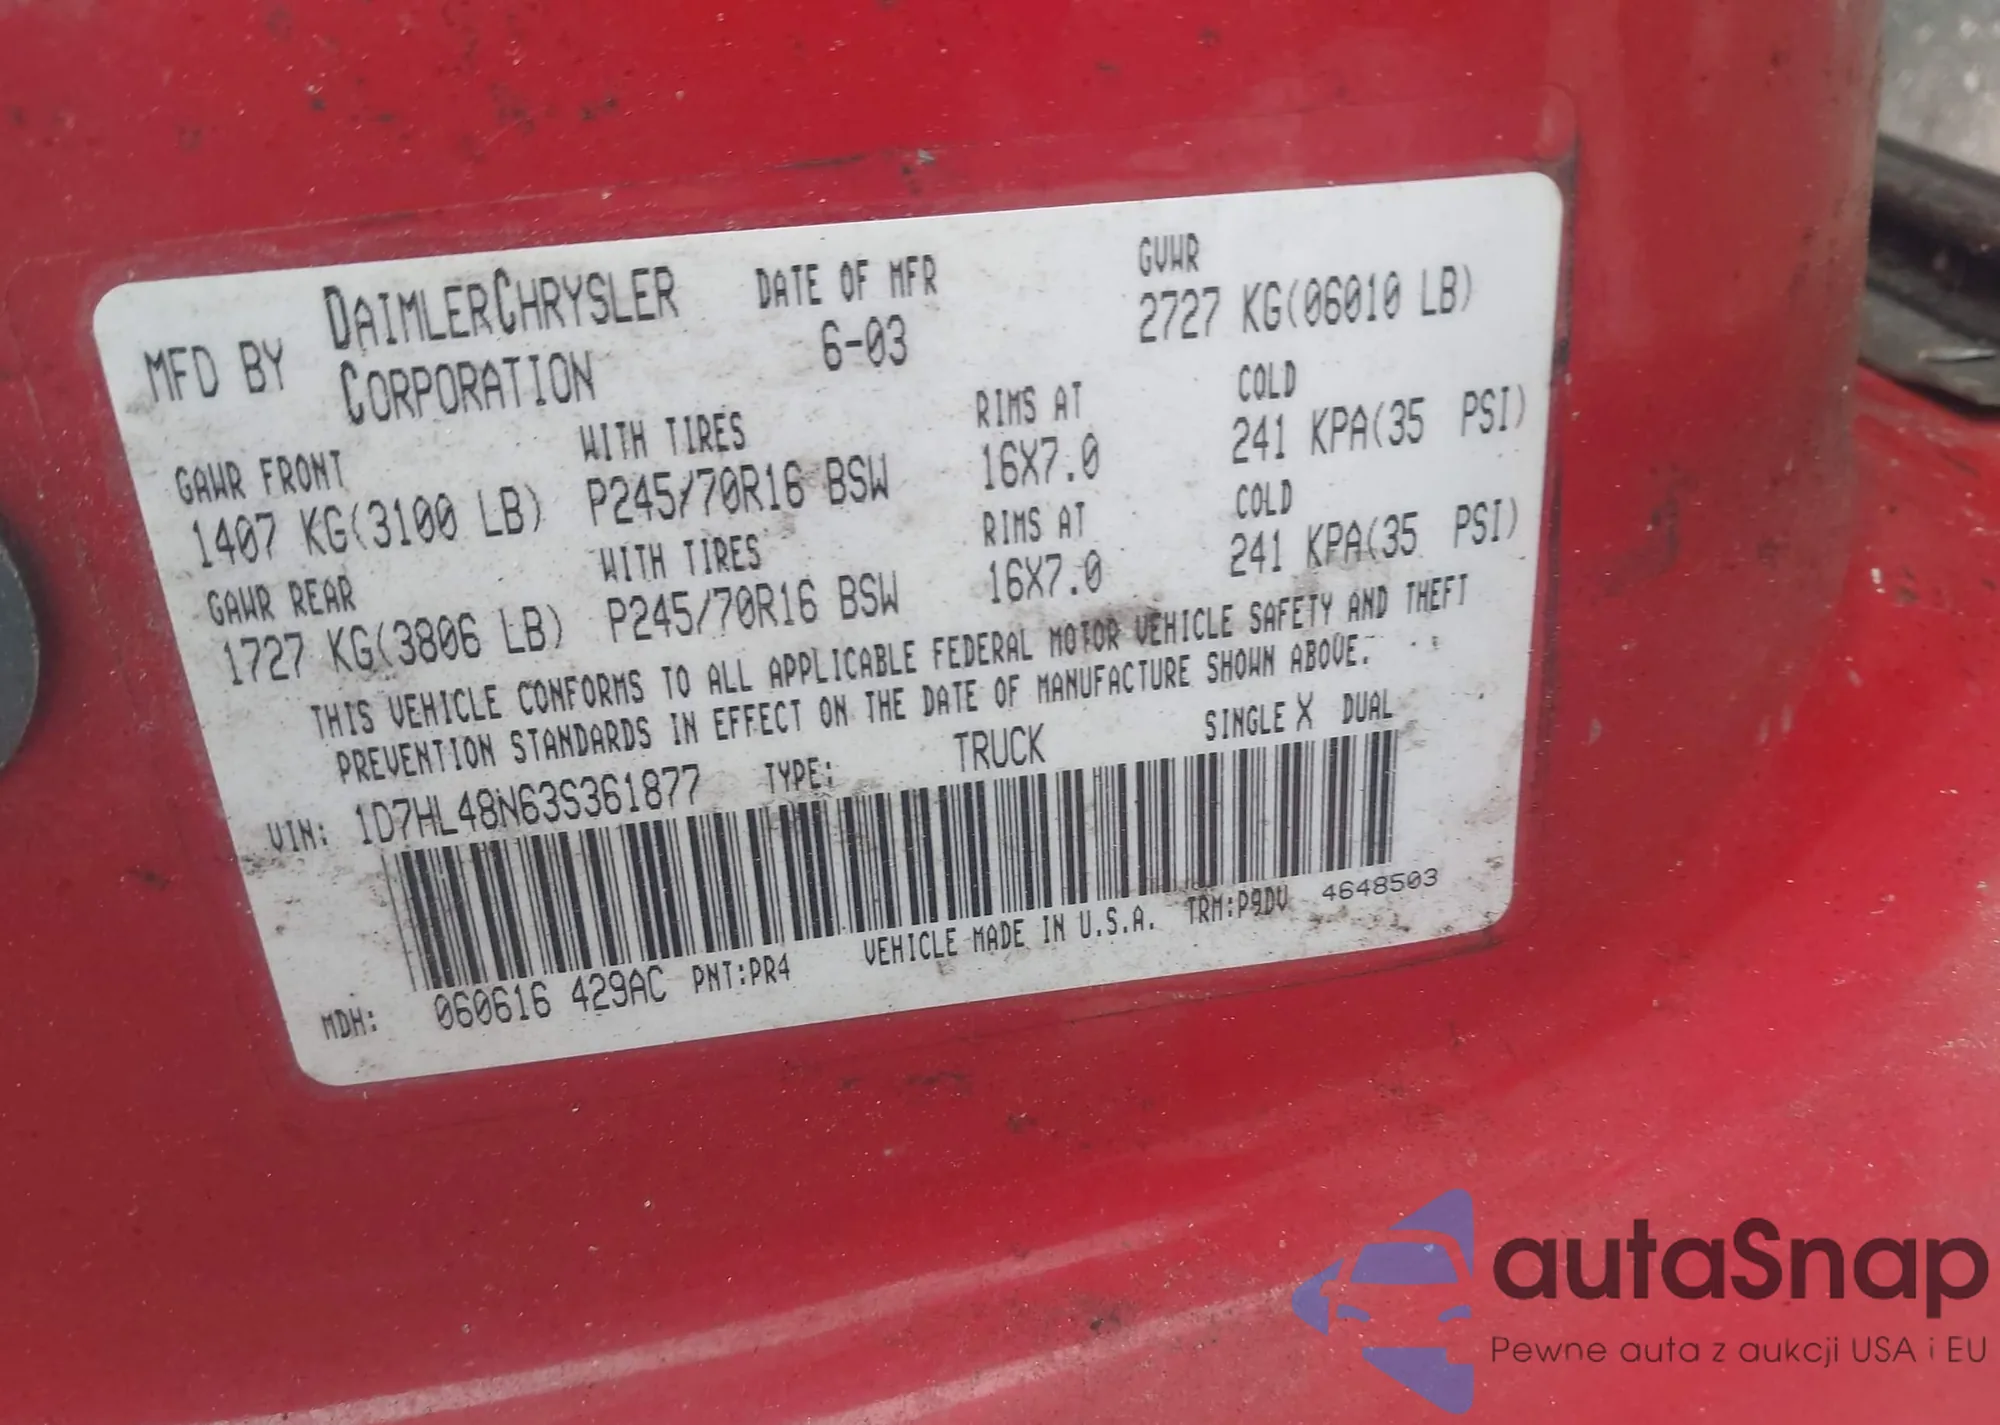 MFD BY DAIMLERCHRYSLER CORPORATION
DATE OF MFR
6-03
GVWR
2727 KG(06010 LB)
GAWR FRONT WITH TIRES RIMS AT COLD
1407 KG(3100 LB) P245/70R16 BSW 16X7.0 241 KPA(35 PSI)
GAWR REAR WITH TIRES RIMS AT COLD
1727 KG(3806 LB) P245/70R16 BSW 16X7.0 241 KPA(35 PSI)
THIS VEHICLE CONFORMS TO ALL APPLICABLE FEDERAL MOTOR VEHICLE SAFETY AND THEFT
PREVENTION STANDARDS IN EFFECT ON THE DATE OF MANUFACTURE SHOWN ABOVE.
VIN: 1D7HL48N63S361877 TYPE: TRUCK SINGLE X DUAL
MDH: 060616 429AC PNT:PR4 VEHICLE MADE IN U.S.A. TRM:P9DV 4648503
autaSnap
Pewne auta z aukcji USA i EU